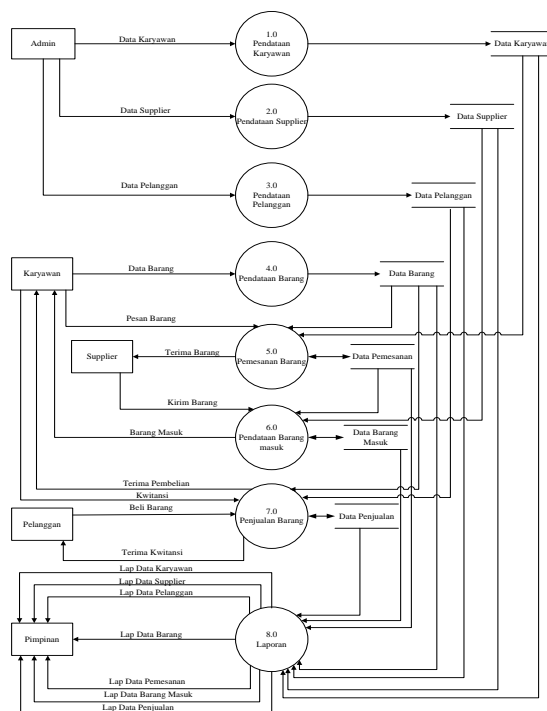 Admin
Data Karyawan
1.0
Pendataan
Karyawan
Data Karyawan
Data Supplier
2.0
Pendataan Supplier
Data Supplier
Data Pelanggan
3.0
Pendataan
Pelanggan
Data Pelanggan
Karyawan
Data Barang
4.0
Pendataan Barang
Data Barang
Pesan Barang
Supplier
Terima Barang
5.0
Pemesanan Barang
Data Pemesanan
Kirim Barang
Barang Masuk
6.0
Pendataan Barang
masuk
Data Barang
Masuk
Terima Pembelian
Kwitansi
Beli Barang
Pelanggan
7.0
Penjualan Barang
Data Penjualan
Terima Kwitansi
Lap Data Karyawan
Lap Data Supplier
Lap Data Pelanggan
Pimpinan
Lap Data Barang
8.0
Laporan
Lap Data Pemesanan
Lap Data Barang Masuk
Lap Data Penjualan